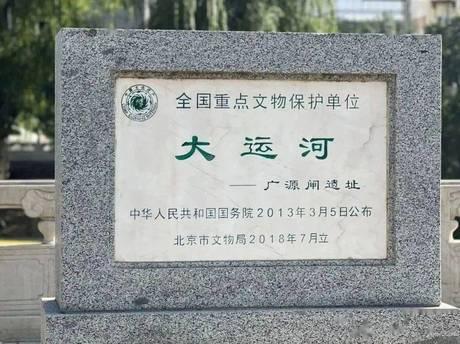 全国重点文物保护单位
大运河
——广源闸遗址
中华人民共和国国务院2013年3月5日公布
北京市文物局2018年7月立